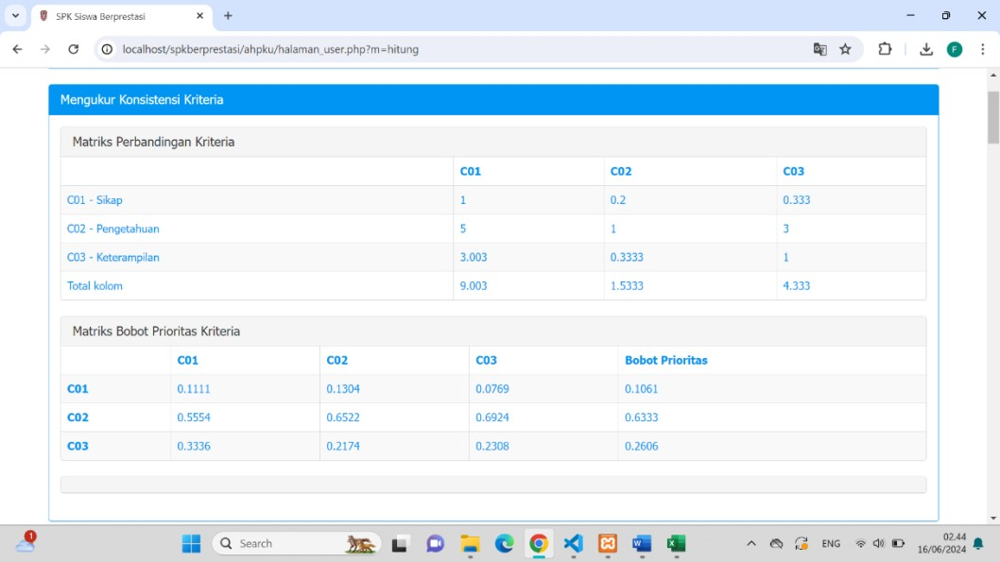 SPK Siswa Berprestasi
localhost/spkberprestasi/ahpku/halaman_user.php?m=hitung
F
Mengukur Konsistensi Kriteria
Matriks Perbandingan Kriteria
C01 C02 C03
C01 - Sikap 1 0.2 0.333
C02 - Pengetahuan 5 1 3
C03 - Keterampilan 3.003 0.3333 1
Total kolom 9.003 1.5333 4.333
Matriks Bobot Prioritas Kriteria
C01 C02 C03 Bobot Prioritas
C01 0.1111 0.1304 0.0769 0.1061
C02 0.5554 0.6522 0.6924 0.6333
C03 0.3336 0.2174 0.2308 0.2606
1
Search
ENG
02.44
16/06/2024